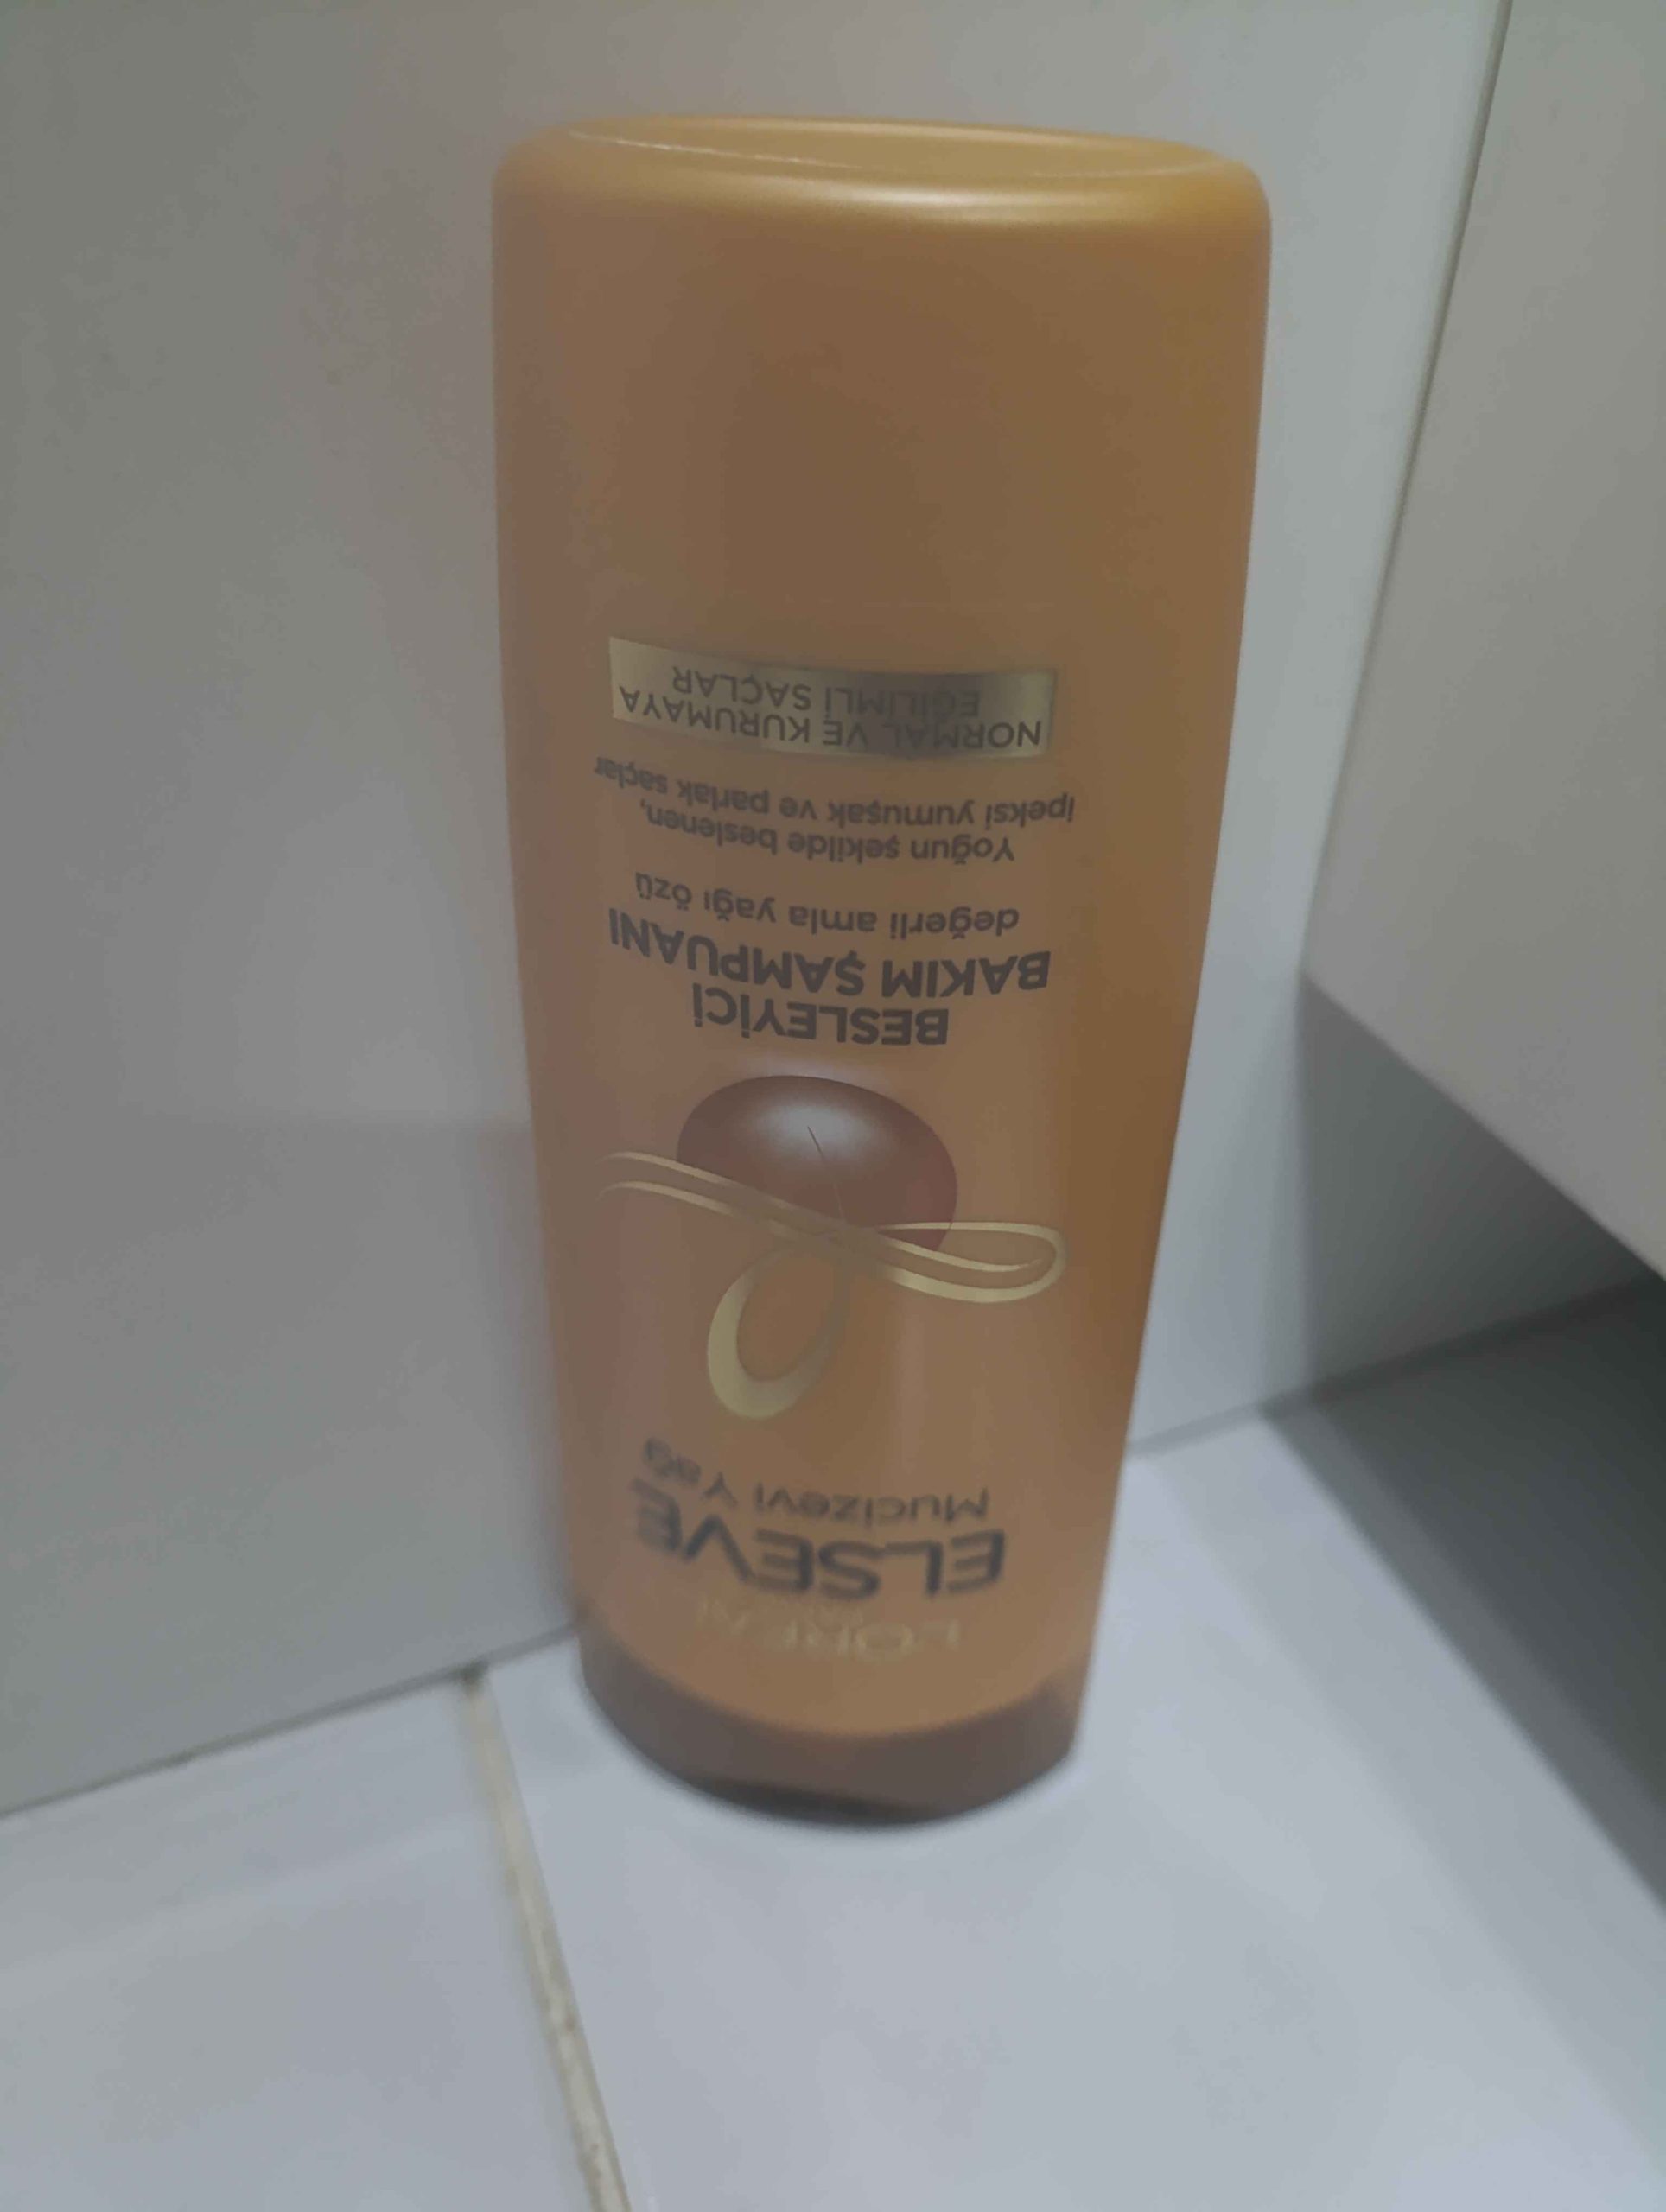 L'ORÉAL
ELSEVE
Mucizevi Yağ
BESLEYİCİ
BAKIM ŞAMPUANI
değerli amla yağı özü
Yoğun şekilde beslenen,
ipeksi yumuşak ve parlak saçlar
NORMAL VE KURUMAYA
EĞİLİMLİ SAÇLAR